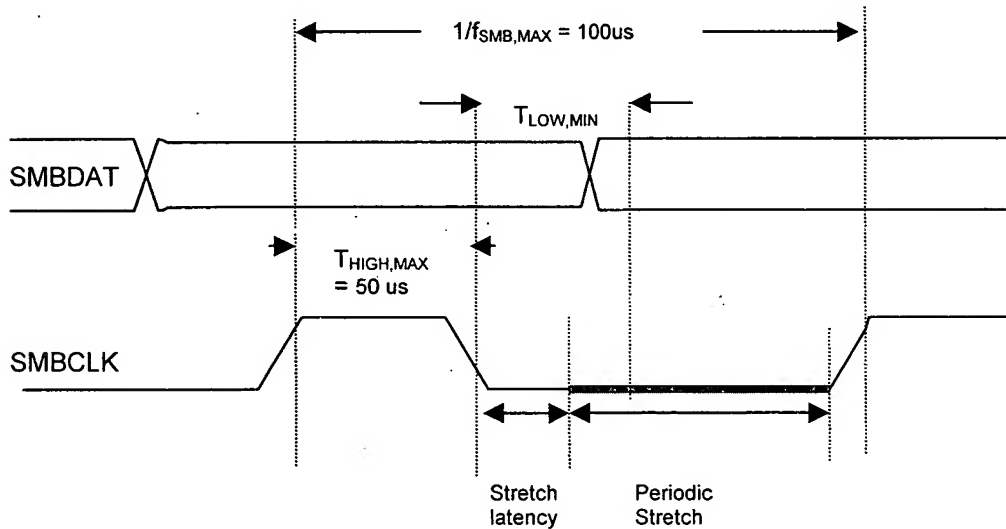 1/fSMB,MAX = 100us
TLOW,MIN
SMBDAT
THIGH,MAX
= 50 us
SMBCLK
Stretch
latency
Periodic
Stretch